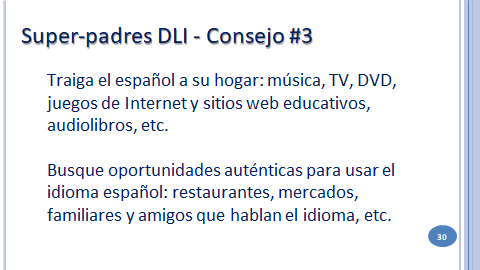 Super-padres DLI - Consejo #3
Traiga el español a su hogar: música, TV, DVD,
juegos de Internet y sitios web educativos,
audiolibros, etc.
Busque oportunidades auténticas para usar el
idioma español: restaurantes, mercados,
familiares y amigos que hablan el idioma, etc.
30